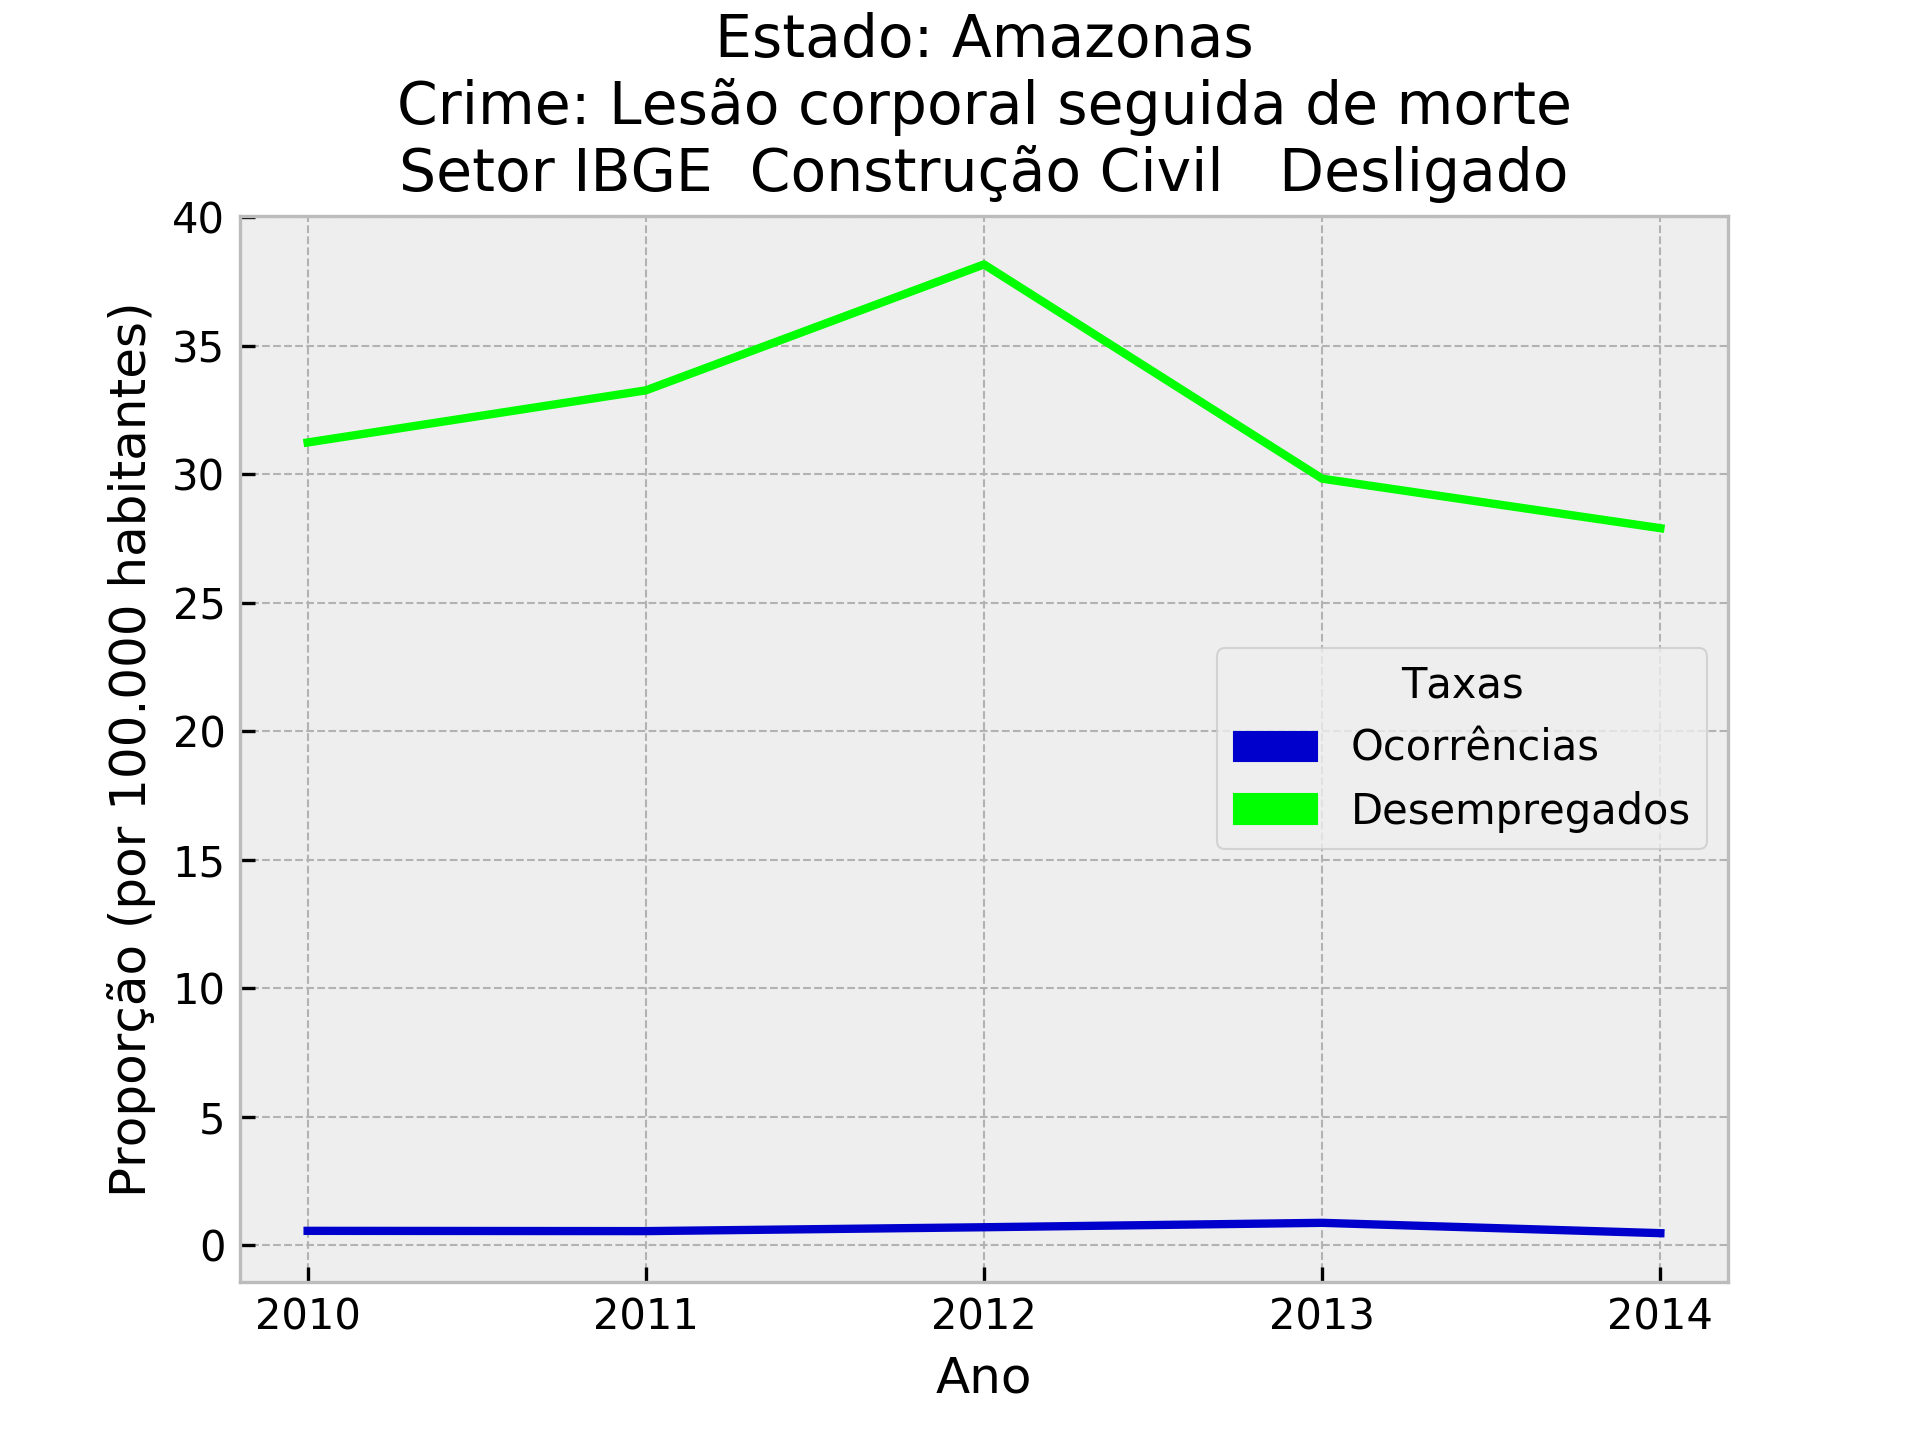 Estado: Amazonas
Crime: Lesão corporal seguida de morte
Setor IBGE  Construção Civil   Desligado
Proporção (por 100.000 habitantes)
40
35
30
25
20
15
10
5
0
Taxas
Ocorrências
Desempregados
2010 2011 2012 2013 2014
Ano